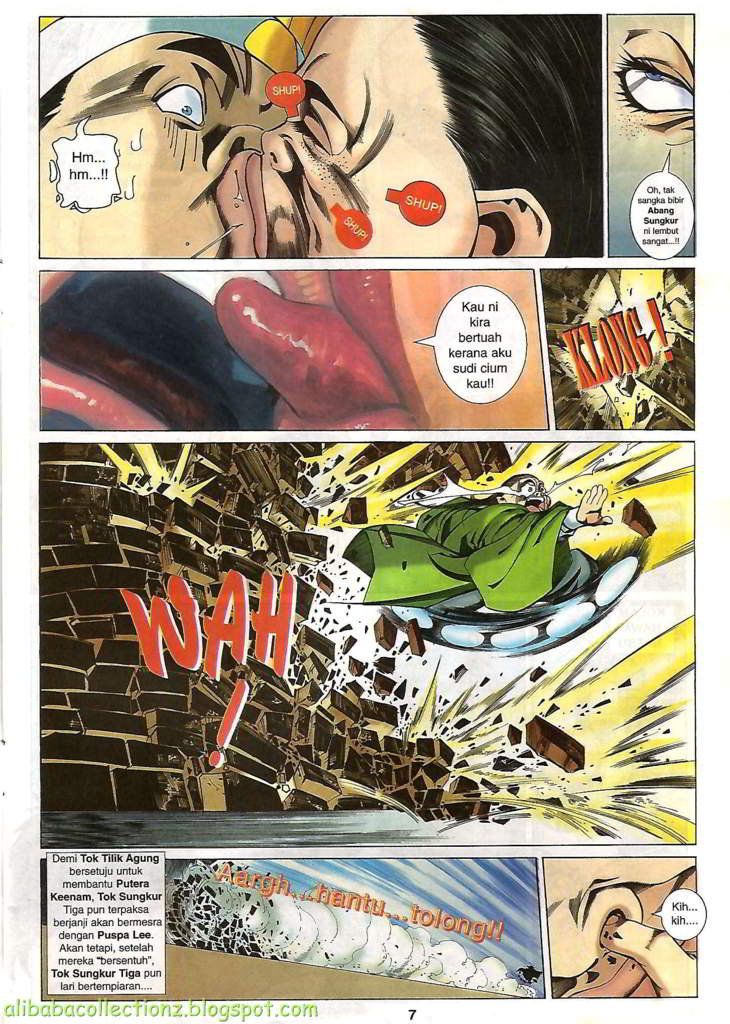 Hm...
hm...!!
SHUP!
SHUP!
SHUP!
Oh, tak
sangka bibir
Abang
Sungkur
ni lembut
sangat...!!
Kau ni
kira
bertuah
kerana aku
sudi cium
kau!!
KLONG!
WAH
!
Demi Tok Tilik Agung
bersetuju untuk
membantu Putera
Keenam, Tok Sungkur
Tiga pun terpaksa
berjanji akan bermesra
dengan Puspa Lee.
Akan tetapi, setelah
mereka "bersentuh",
Tok Sungkur Tiga pun
lari bertempiaran....
Aargh...hantu...tolong!!
Kih...
kih....
alibabacollectionz.blogspot.com
7